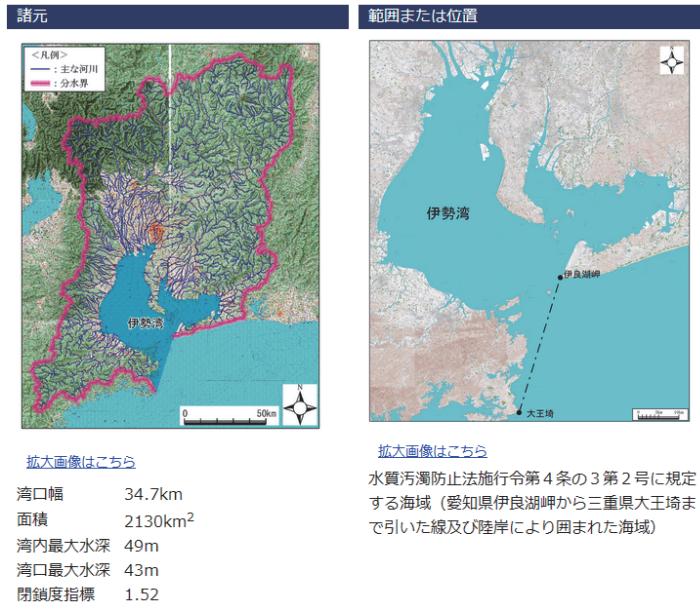 諸元
<凡例>
:主な河川
:分水界
伊勢湾
N
0
50km
拡大画像はこちら
湾口幅 34.7km
面積 2130km2
湾内最大水深 49m
湾口最大水深 43m
閉鎖度指標 1.52
範囲または位置
N
伊勢湾
伊良湖岬
大王埼
拡大画像はこちら
水質汚濁防止法施行令第4条の3第2号に規定
する海域(愛知県伊良湖岬から三重県大王埼ま
で引いた線及び陸岸により囲まれた海域)